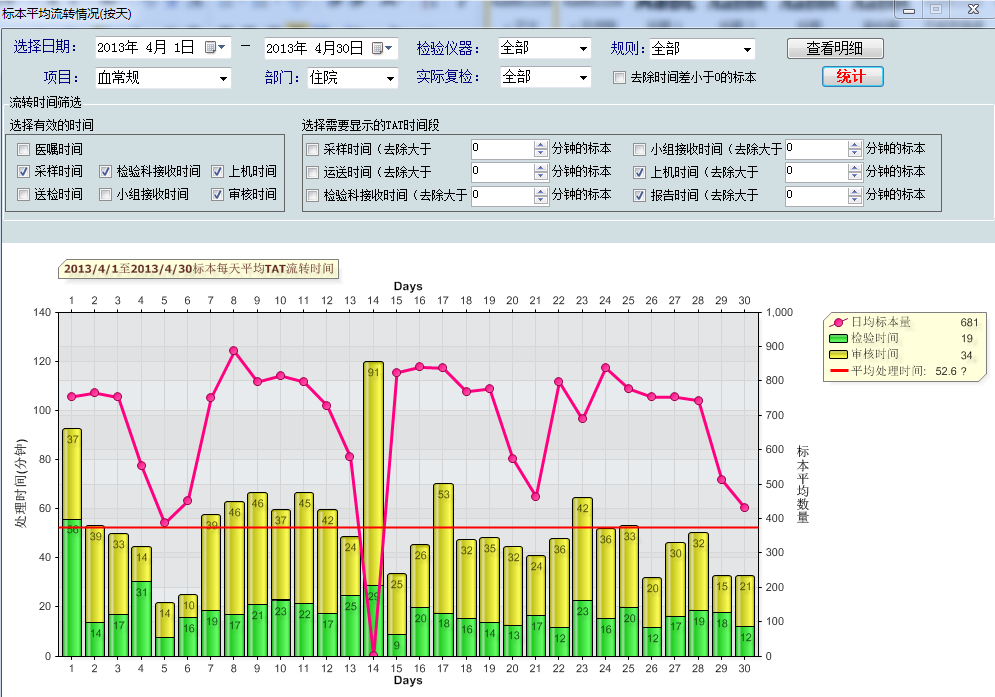 标本平均流转情况(按天)
选择日期: 2013年 4月 1日 — 2013年 4月30日 检验仪器: 全部 规则: 全部 查看明细
项目: 血常规 部门: 住院 实际复检: 全部 去除时间差小于0的标本 统计
流转时间筛选
选择有效的时间 选择需要显示的TAT时间段
医嘱时间 采样时间（去除大于 0 分钟的标本 小组接收时间（去除大于 0 分钟的标本
采样时间 检验科接收时间 上机时间 运送时间（去除大于 0 分钟的标本 上机时间（去除大于 0 分钟的标本
送检时间 小组接收时间 审核时间 检验科接收时间（去除大于 0 分钟的标本 报告时间（去除大于 0 分钟的标本
2013/4/1至2013/4/30标本每天平均TAT流转时间
Days
1 2 3 4 5 6 7 8 9 10 11 12 13 14 15 16 17 18 19 20 21 22 23 24 25 26 27 28 29 30
140 120 100 80 60 40 20 0
处理时间(分钟)
37 39 33 14 14 10 39 46 46 37 45 42 24 91 25 26 53 32 35 32 24 36 42 36 33 20 30 32 15 21
56 14 17 31 16 19 17 21 23 22 17 25 29 9 20 18 16 14 13 17 12 23 16 20 12 17 19 18 12
1,000 900 800 700 600 500 400 300 200 100 0
标本平均数量
1 2 3 4 5 6 7 8 9 10 11 12 13 14 15 16 17 18 19 20 21 22 23 24 25 26 27 28 29 30
Days
日均标本量 681
检验时间 19
审核时间 34
平均处理时间: 52.6 ?